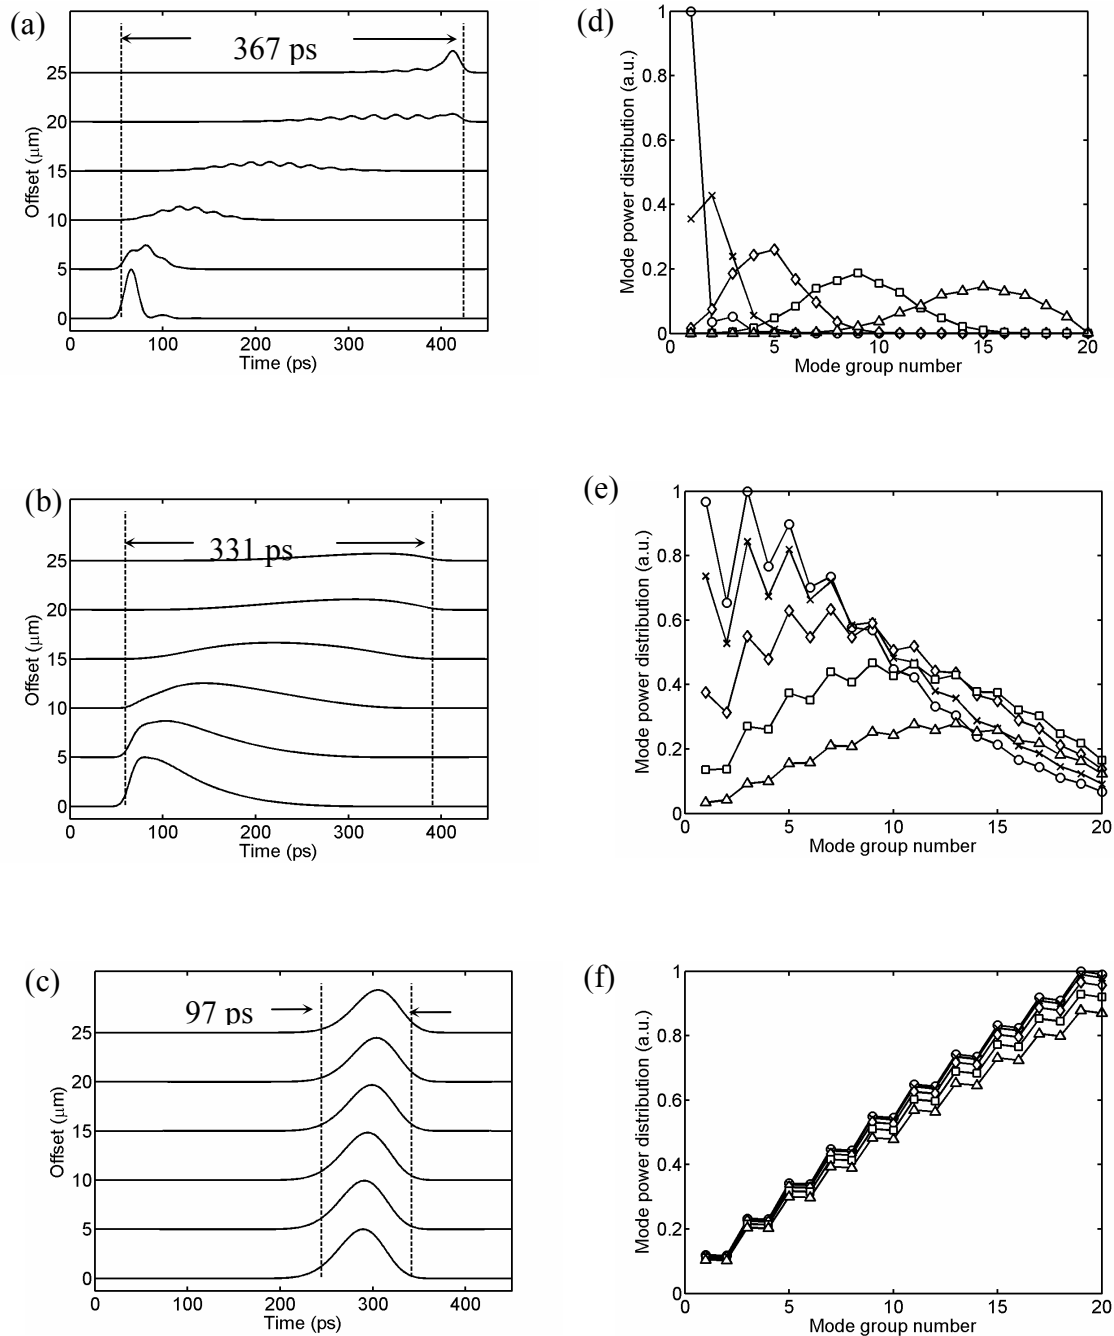 (a)
367 ps
25
20
15
10
5
0
Offset (μm)
0 100 200 300 400
Time (ps)
(d)
1
0.8
0.6
0.4
0.2
0
Mode power distribution (a.u.)
0 5 10 15 20
Mode group number
(b)
331 ps
25
20
15
10
5
0
Offset (μm)
0 100 200 300 400
Time (ps)
(e)
1
0.8
0.6
0.4
0.2
0
Mode power distribution (a.u.)
0 5 10 15 20
Mode group number
(c)
97 ps
25
20
15
10
5
0
Offset (μm)
0 100 200 300 400
Time (ps)
(f)
1
0.8
0.6
0.4
0.2
0
Mode power distribution (a.u.)
0 5 10 15 20
Mode group number